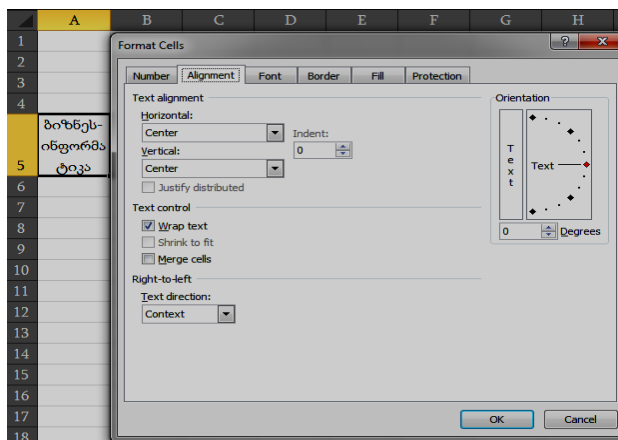 A B C D E F G H
1
Format Cells
? x
2
3
Number Alignment Font Border Fill Protection
4
Text alignment
Orientation
Horizontal:
Center
Indent:
0
Vertical:
Center
Justify distributed
Text
Text
0 Degrees
5
ბიზნეს-
ინფორმა
ტიკა
6
7
Text control
8
Wrap text
9
Shrink to fit
10
Merge cells
Right-to-left
11
Text direction:
12
Context
13
14
15
16
17
OK Cancel
18